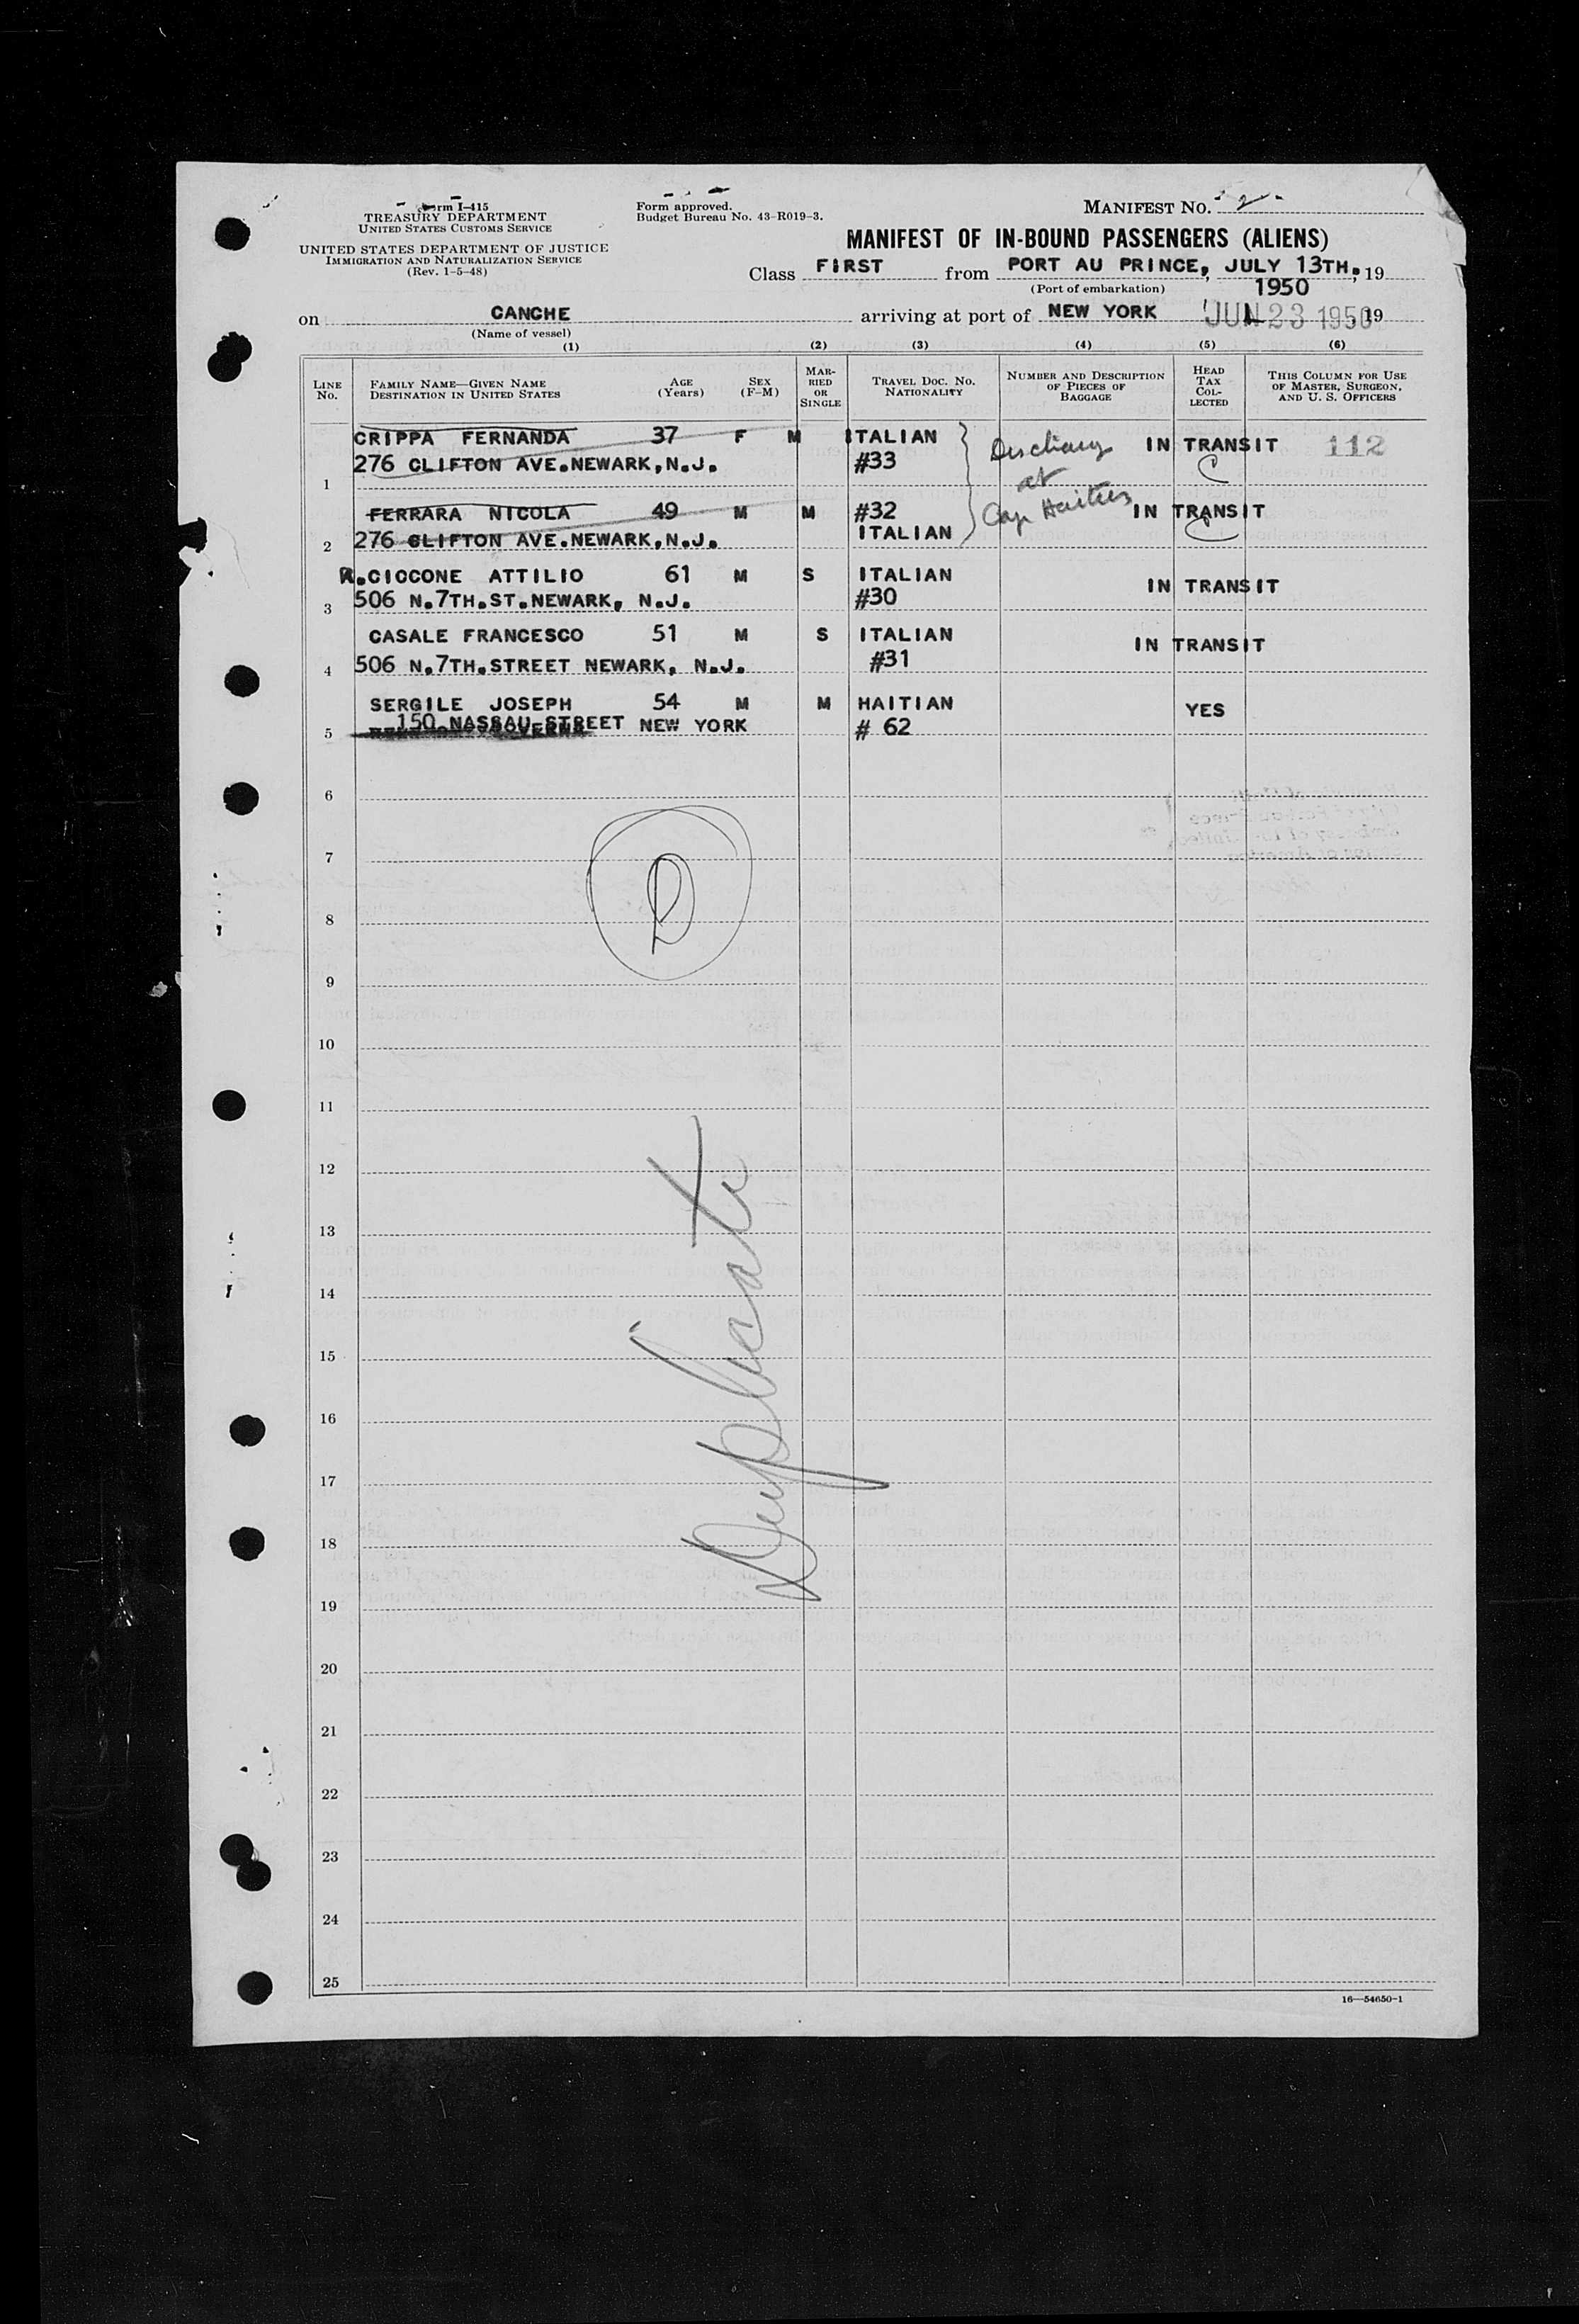 Form I-415
TREASURY DEPARTMENT
UNITED STATES CUSTOMS SERVICE
UNITED STATES DEPARTMENT OF JUSTICE
IMMIGRATION AND NATURALIZATION SERVICE
(Rev. 1-5-48)
Form approved.
Budget Bureau No. 43-R019-3.
MANIFEST NO. 2
MANIFEST OF IN-BOUND PASSENGERS (ALIENS)
Class FIRST from PORT AU PRINCE, JULY 13TH., 19
(Port of embarkation) 1950
on CANCHE arriving at port of NEW YORK 23 1950 19
(Name of vessel)
(1) (2) (3) (4) (5) (6)
LINE NO. FAMILY NAME—GIVEN NAME DESTINATION IN UNITED STATES AGE (Years) SEX (F-M) MARRIED OR SINGLE TRAVEL DOC. NO. NATIONALITY NUMBER AND DESCRIPTION OF PIECES OF BAGGAGE HEAD TAX COLLECTED THIS COLUMN FOR USE OF MASTER, SURGEON, AND U. S. OFFICERS
CRIPPA FERNANDA 37 F M ITALIAN IN TRANSIT 112
1 276 CLIFTON AVE.NEWARK,N.J. #33
at
FERRARA NICOLA 49 M M #32 IN TRANSIT
2 276 CLIFTON AVE.NEWARK,N.J. ITALIAN
R.CIOCONE ATTILIO 61 M S ITALIAN IN TRANSIT
3 506 N.7TH.ST.NEWARK, N.J. #30
CASALE FRANCESCO 51 M S ITALIAN IN TRANSIT
4 506 N.7TH.STREET NEWARK, N.J. #31
SERGILE JOSEPH 54 M M HAITIAN YES
5 150 NASSAU STREET NEW YORK # 62
6
7
D
8
9
10
11
12
13
14
15
Duplicate
16
17
18
19
20
21
22
23
24
25
16—54650-1